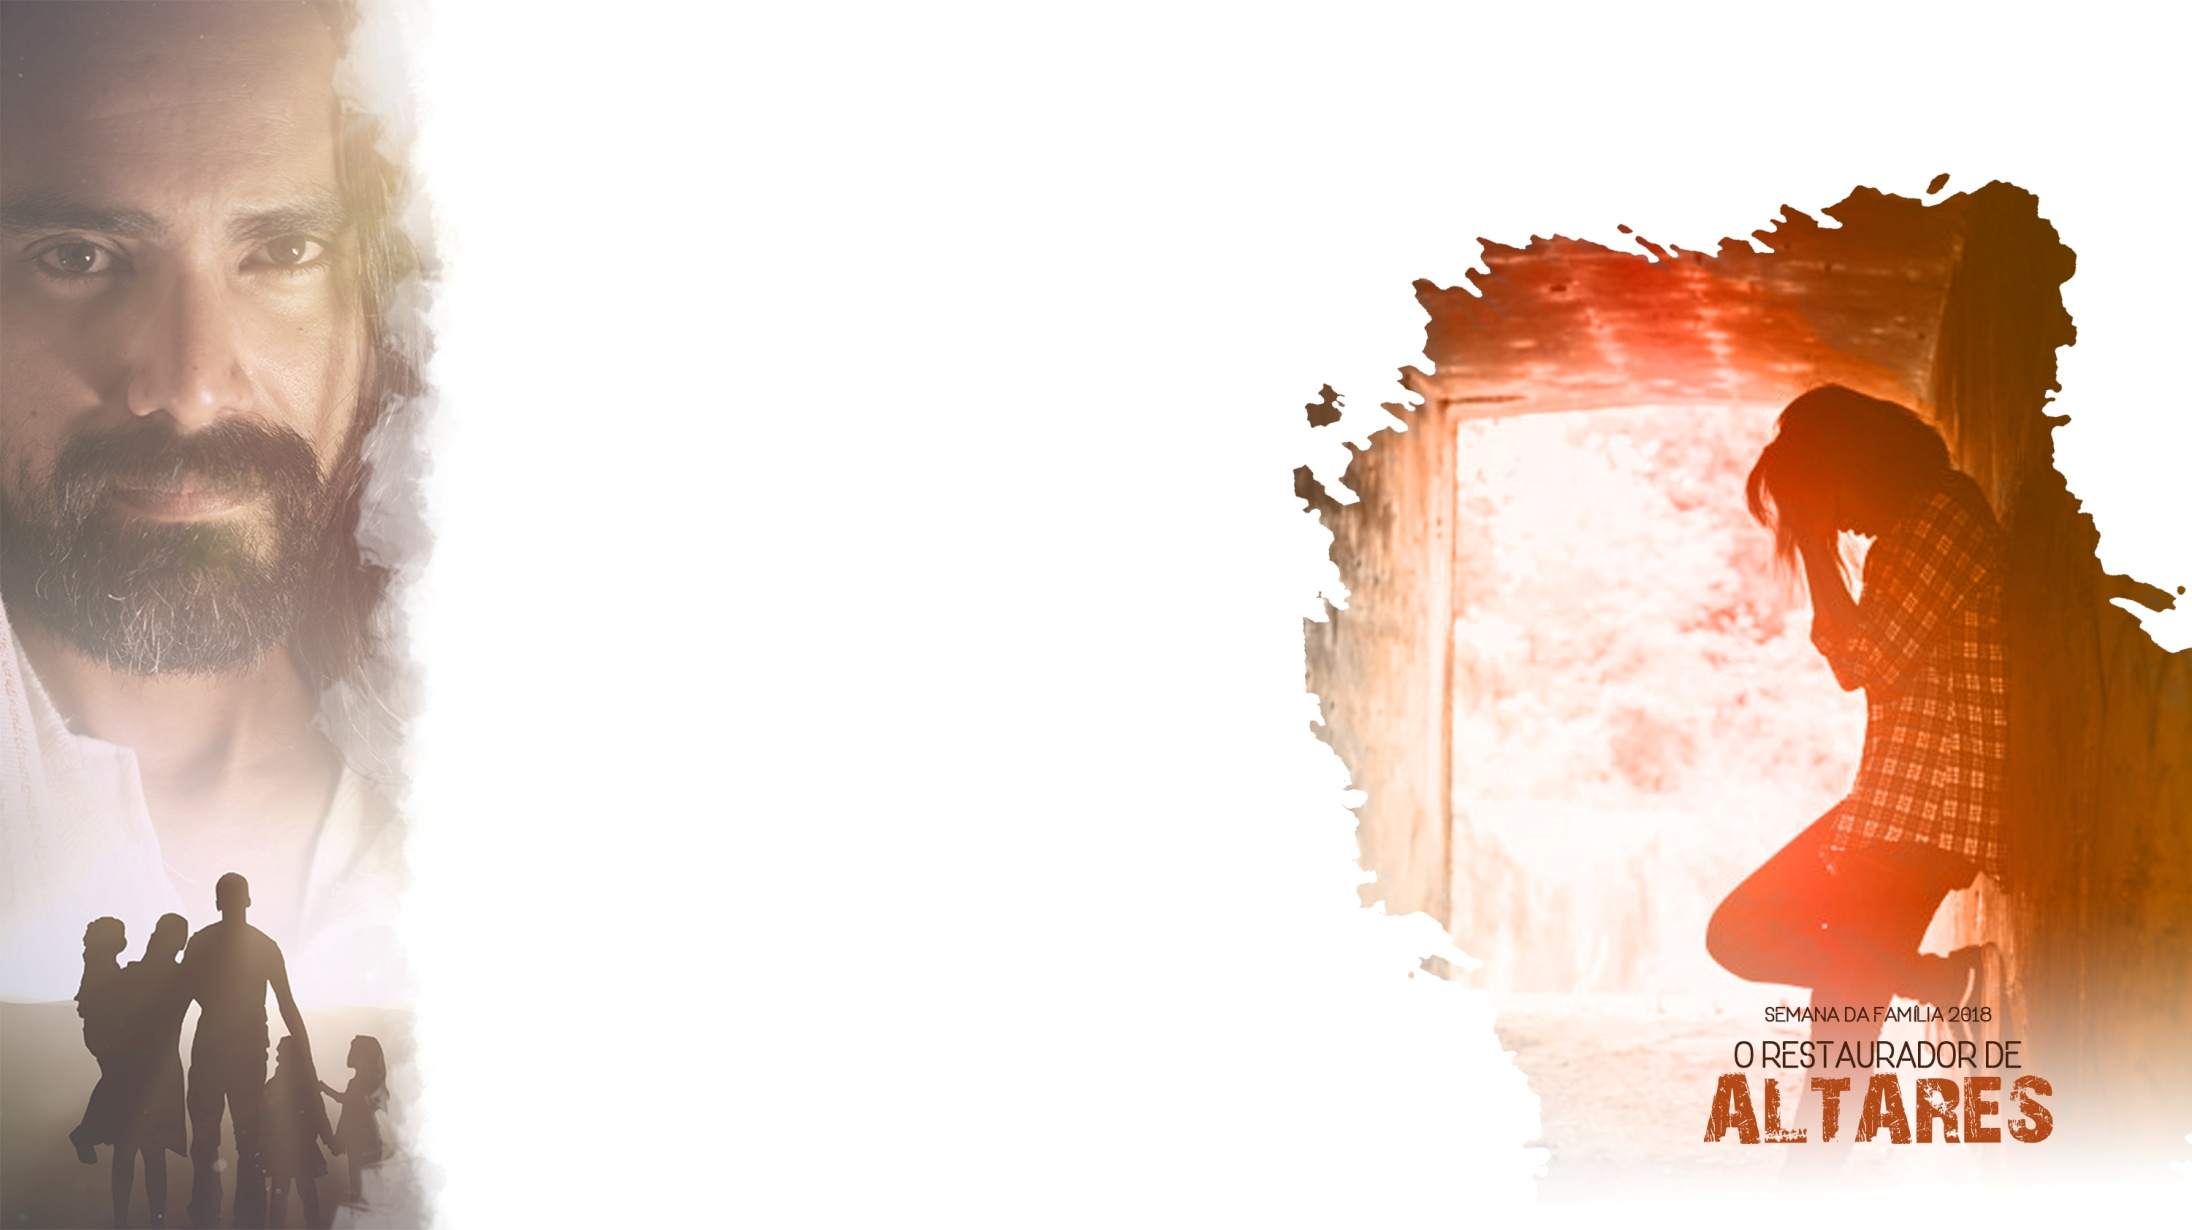 SEMANA DA FAMÍLIA 2018
O RESTAURADOR DE
ALTARES